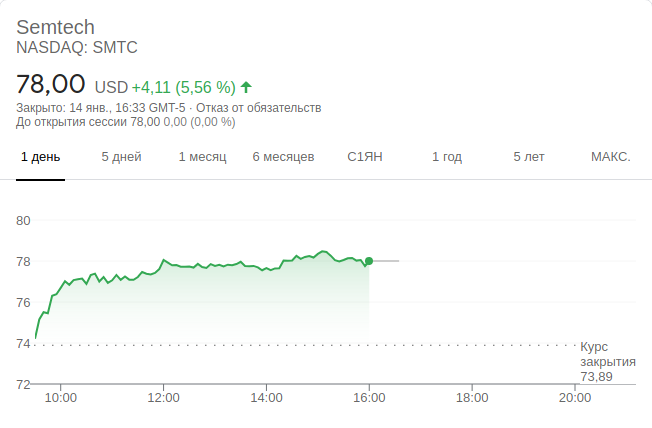 Semtech
NASDAQ: SMTC
78,00 USD +4,11 (5,56 %)
Закрыто: 14 янв., 16:33 GMT-5 · Отказ от обязательств
До открытия сессии 78,00 0,00 (0,00 %)
1 день 5 дней 1 месяц 6 месяцев С1ЯН 1 год 5 лет МАКС.
80
78
76
74
72
Курс
закрытия
73,89
10:00 12:00 14:00 16:00 18:00 20:00